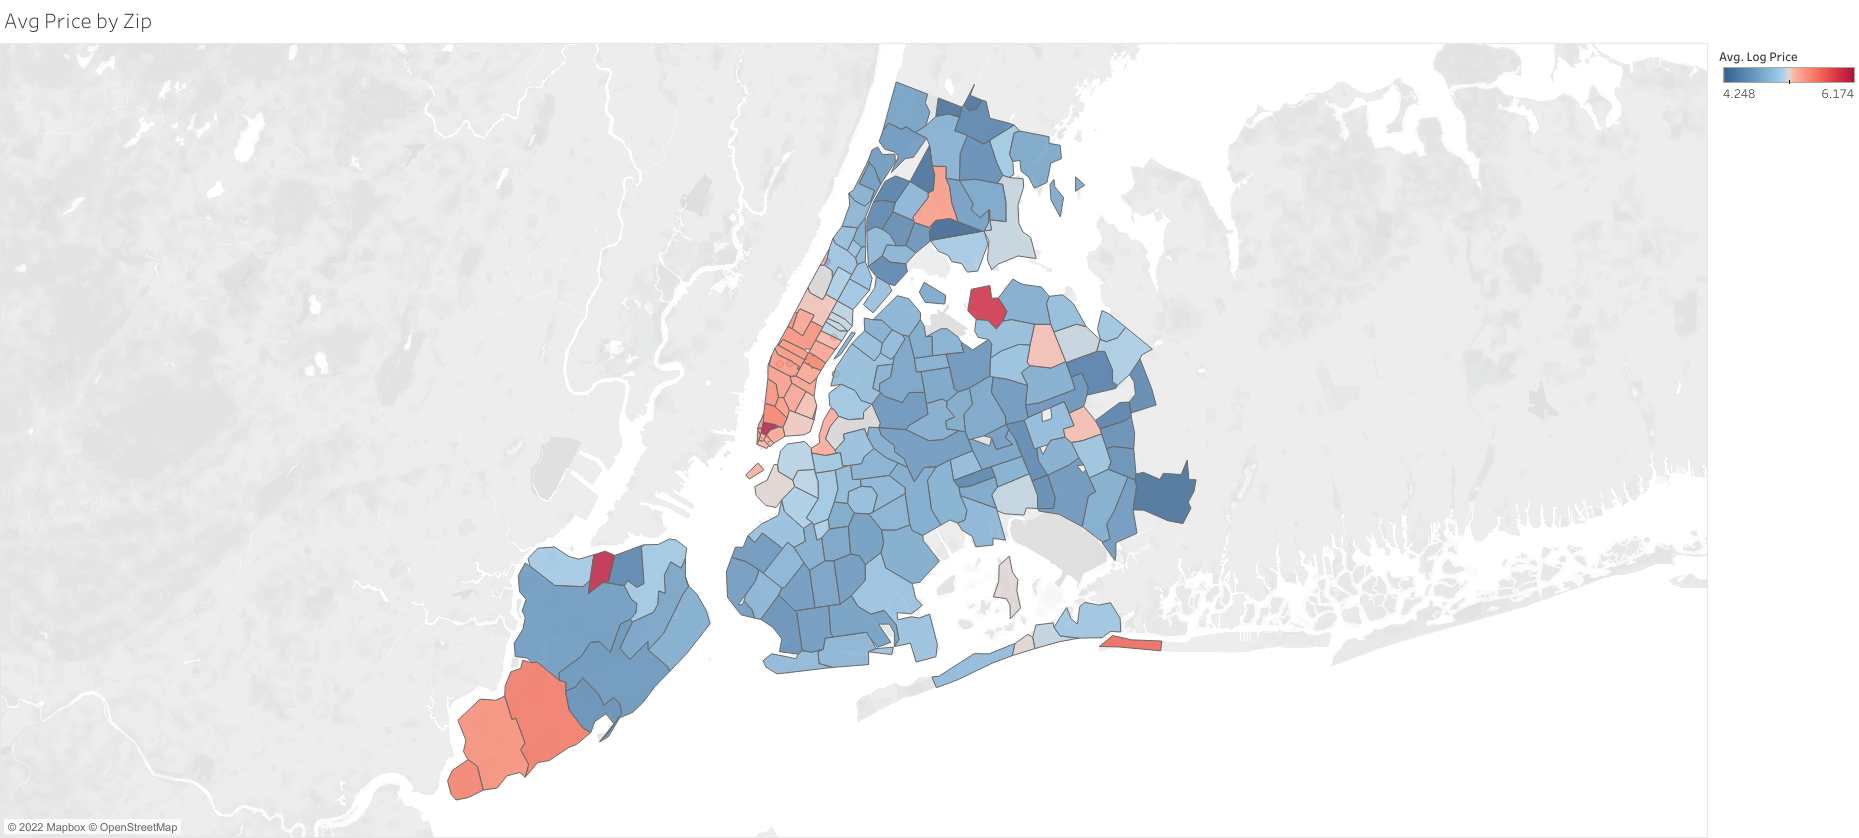 Avg Price by Zip
Avg. Log Price
4.248 6.174
© 2022 Mapbox © OpenStreetMap